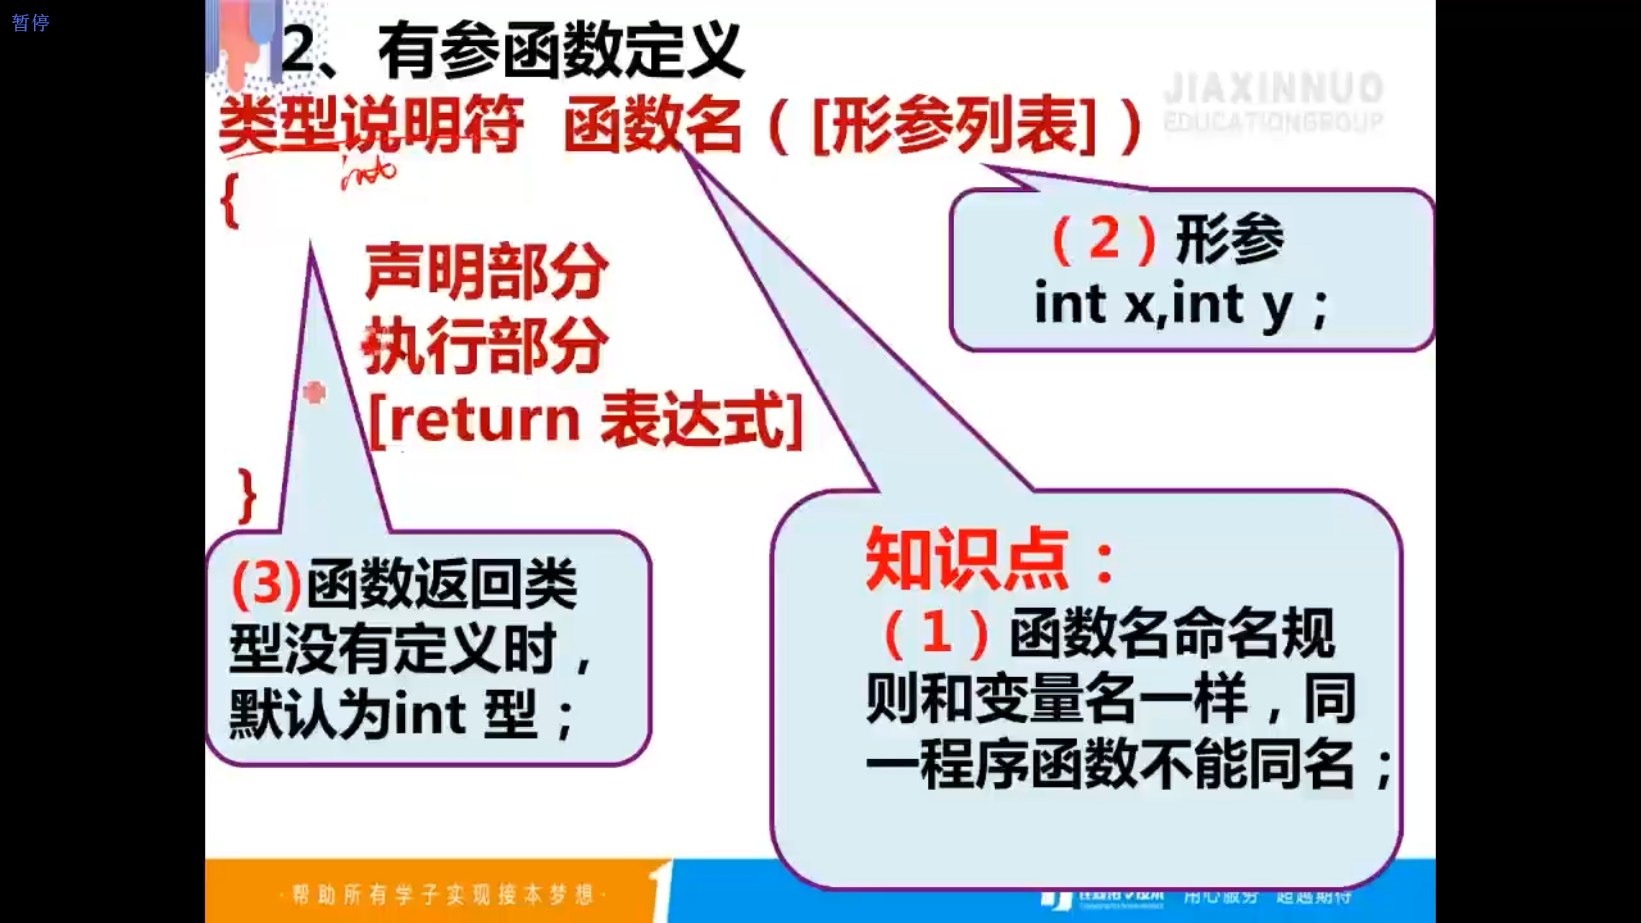 暂停
2、有参函数定义
JIAXINNUO
EDUCATIONGROUP
类型说明符 函数名（[形参列表]）
int
{
声明部分
执行部分
[return 表达式]
}
（2）形参
int x,int y；
(3)函数返回类
型没有定义时，
默认为int 型；
知识点：
（1）函数名命名规
则和变量名一样，同
一程序函数不能同名；
·帮助所有学子实现接本梦想·
用心服务 超越期待